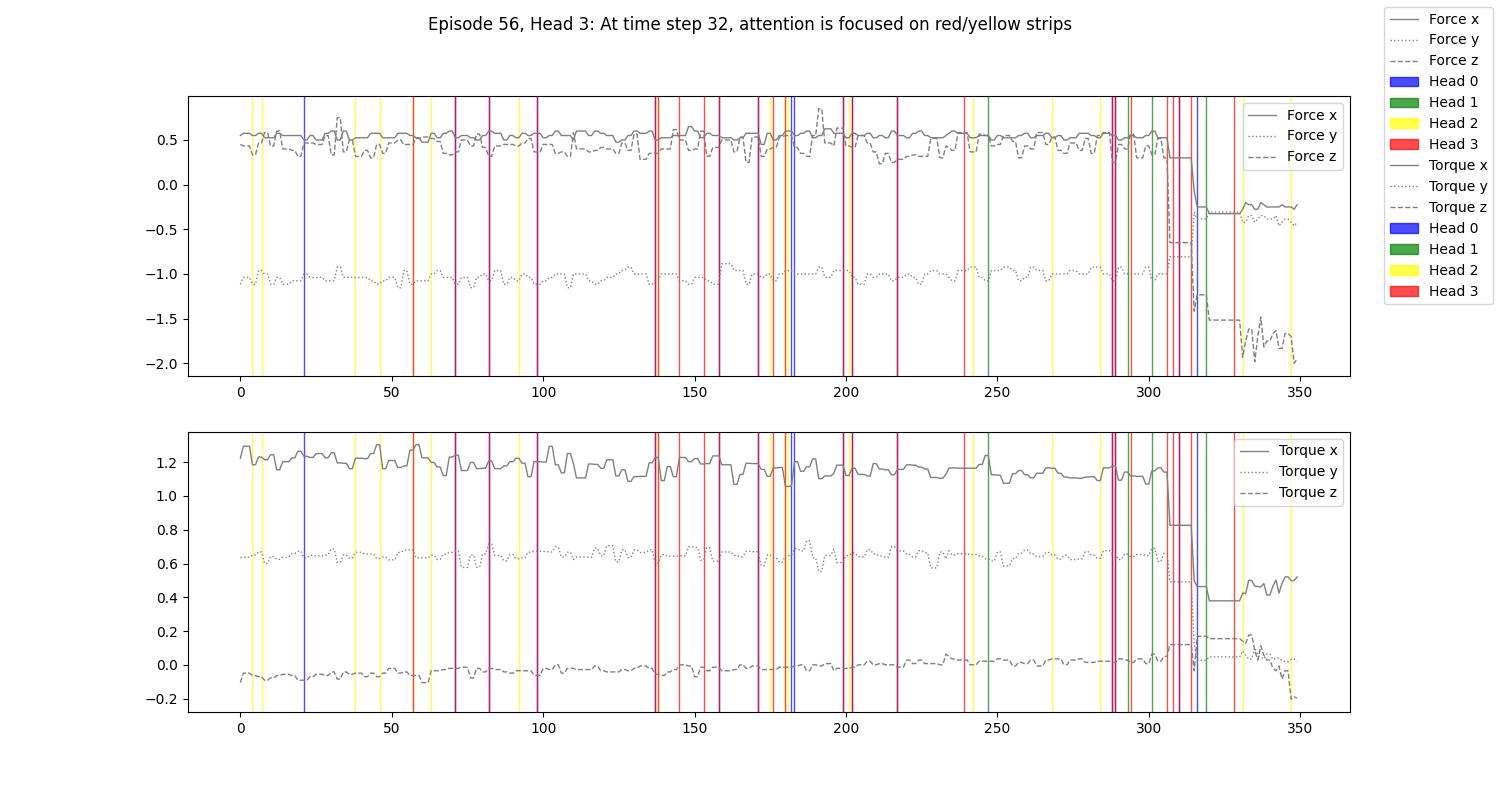 Episode 56, Head 3: At time step 32, attention is focused on red/yellow strips
Force x
Force y
Force z
Head 0
Head 1
Head 2
Head 3
Torque x
Torque y
Torque z
Head 0
Head 1
Head 2
Head 3
Force x
Force y
Force z
0.5
0.0
−0.5
−1.0
−1.5
−2.0
0 50 100 150 200 250 300 350
Torque x
Torque y
Torque z
1.2
1.0
0.8
0.6
0.4
0.2
0.0
−0.2
0 50 100 150 200 250 300 350